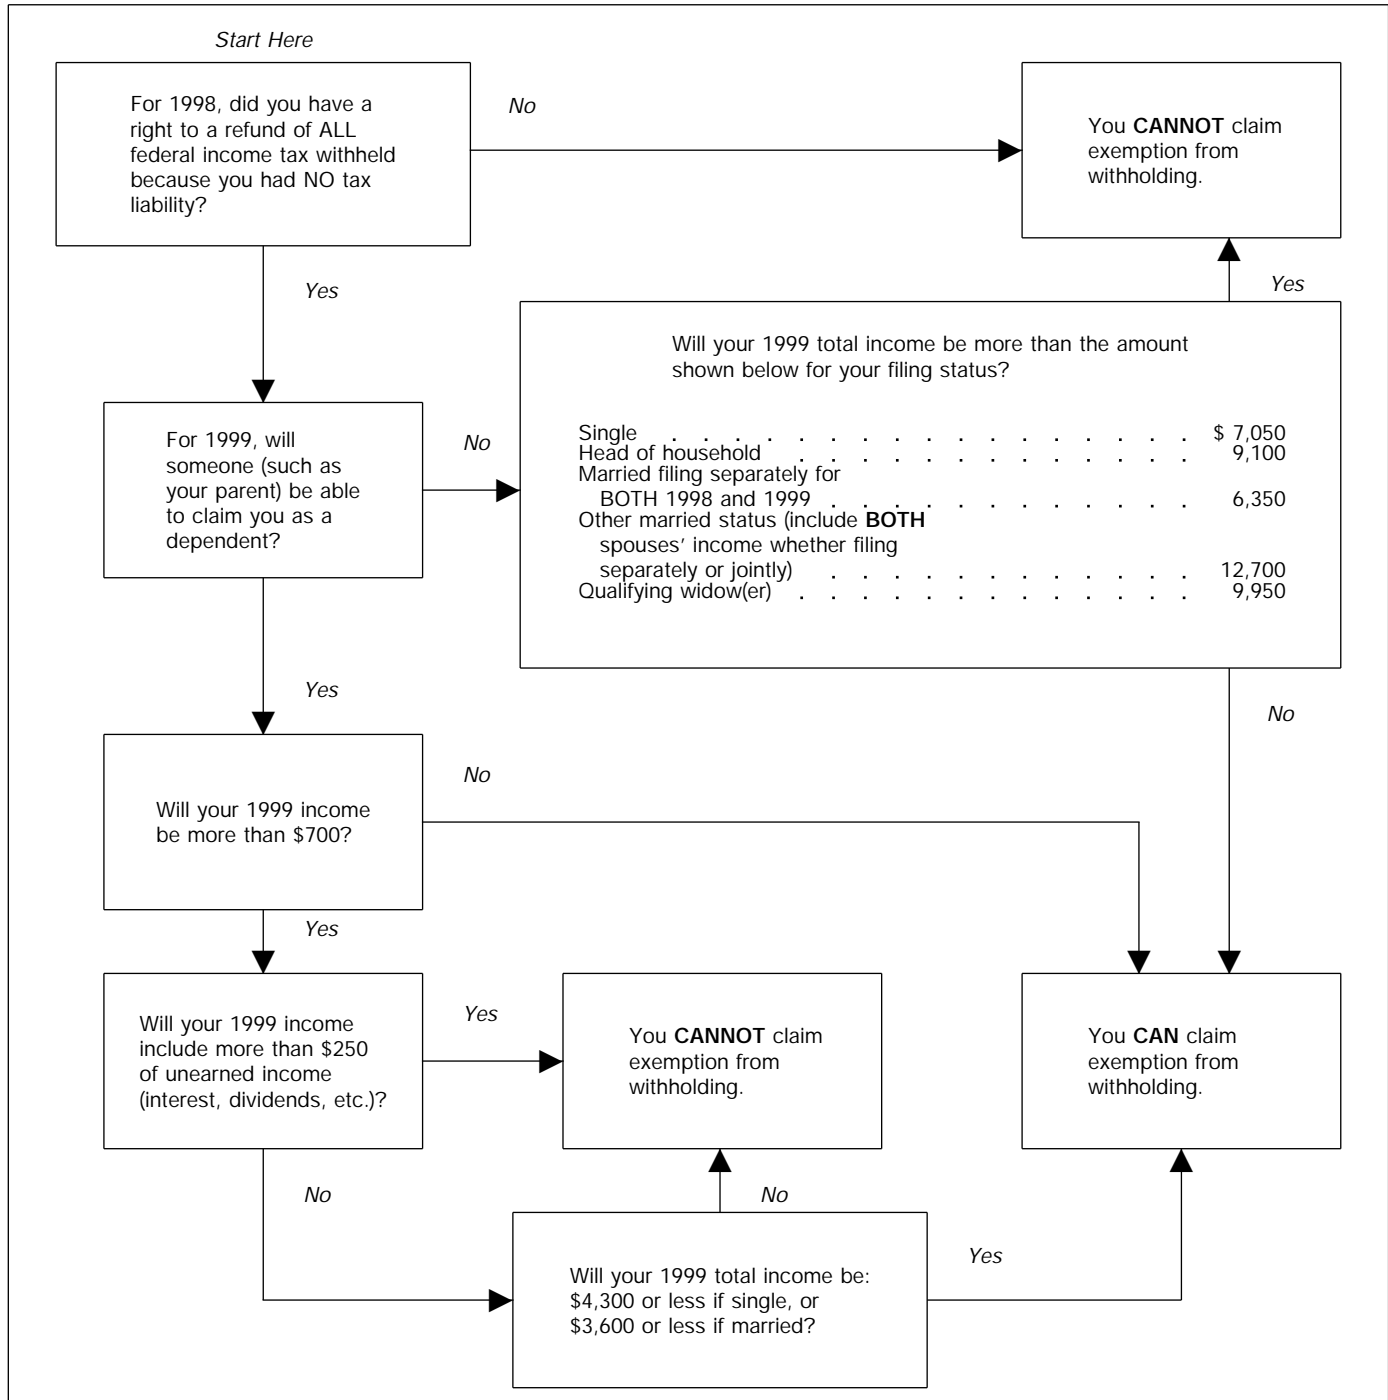 Start Here
For 1998, did you have a
right to a refund of ALL
federal income tax withheld
because you had NO tax
liability?
No
You CANNOT claim
exemption from
withholding.
Yes
Yes
Will your 1999 total income be more than the amount
shown below for your filing status?
Single . . . . . . . . . . . . . . . . . $ 7,050
Head of household . . . . . . . . . . . . . 9,100
Married filing separately for
BOTH 1998 and 1999 . . . . . . . . . . . . 6,350
Other married status (include BOTH
spouses' income whether filing
separately or jointly) . . . . . . . . . . . . 12,700
Qualifying widow(er) . . . . . . . . . . . . . 9,950
For 1999, will
someone (such as
your parent) be able
to claim you as a
dependent?
No
Yes
No
Will your 1999 income
be more than $700?
No
Yes
Will your 1999 income
include more than $250
of unearned income
(interest, dividends, etc.)?
Yes
You CANNOT claim
exemption from
withholding.
You CAN claim
exemption from
withholding.
No
No
Will your 1999 total income be:
$4,300 or less if single, or
$3,600 or less if married?
Yes